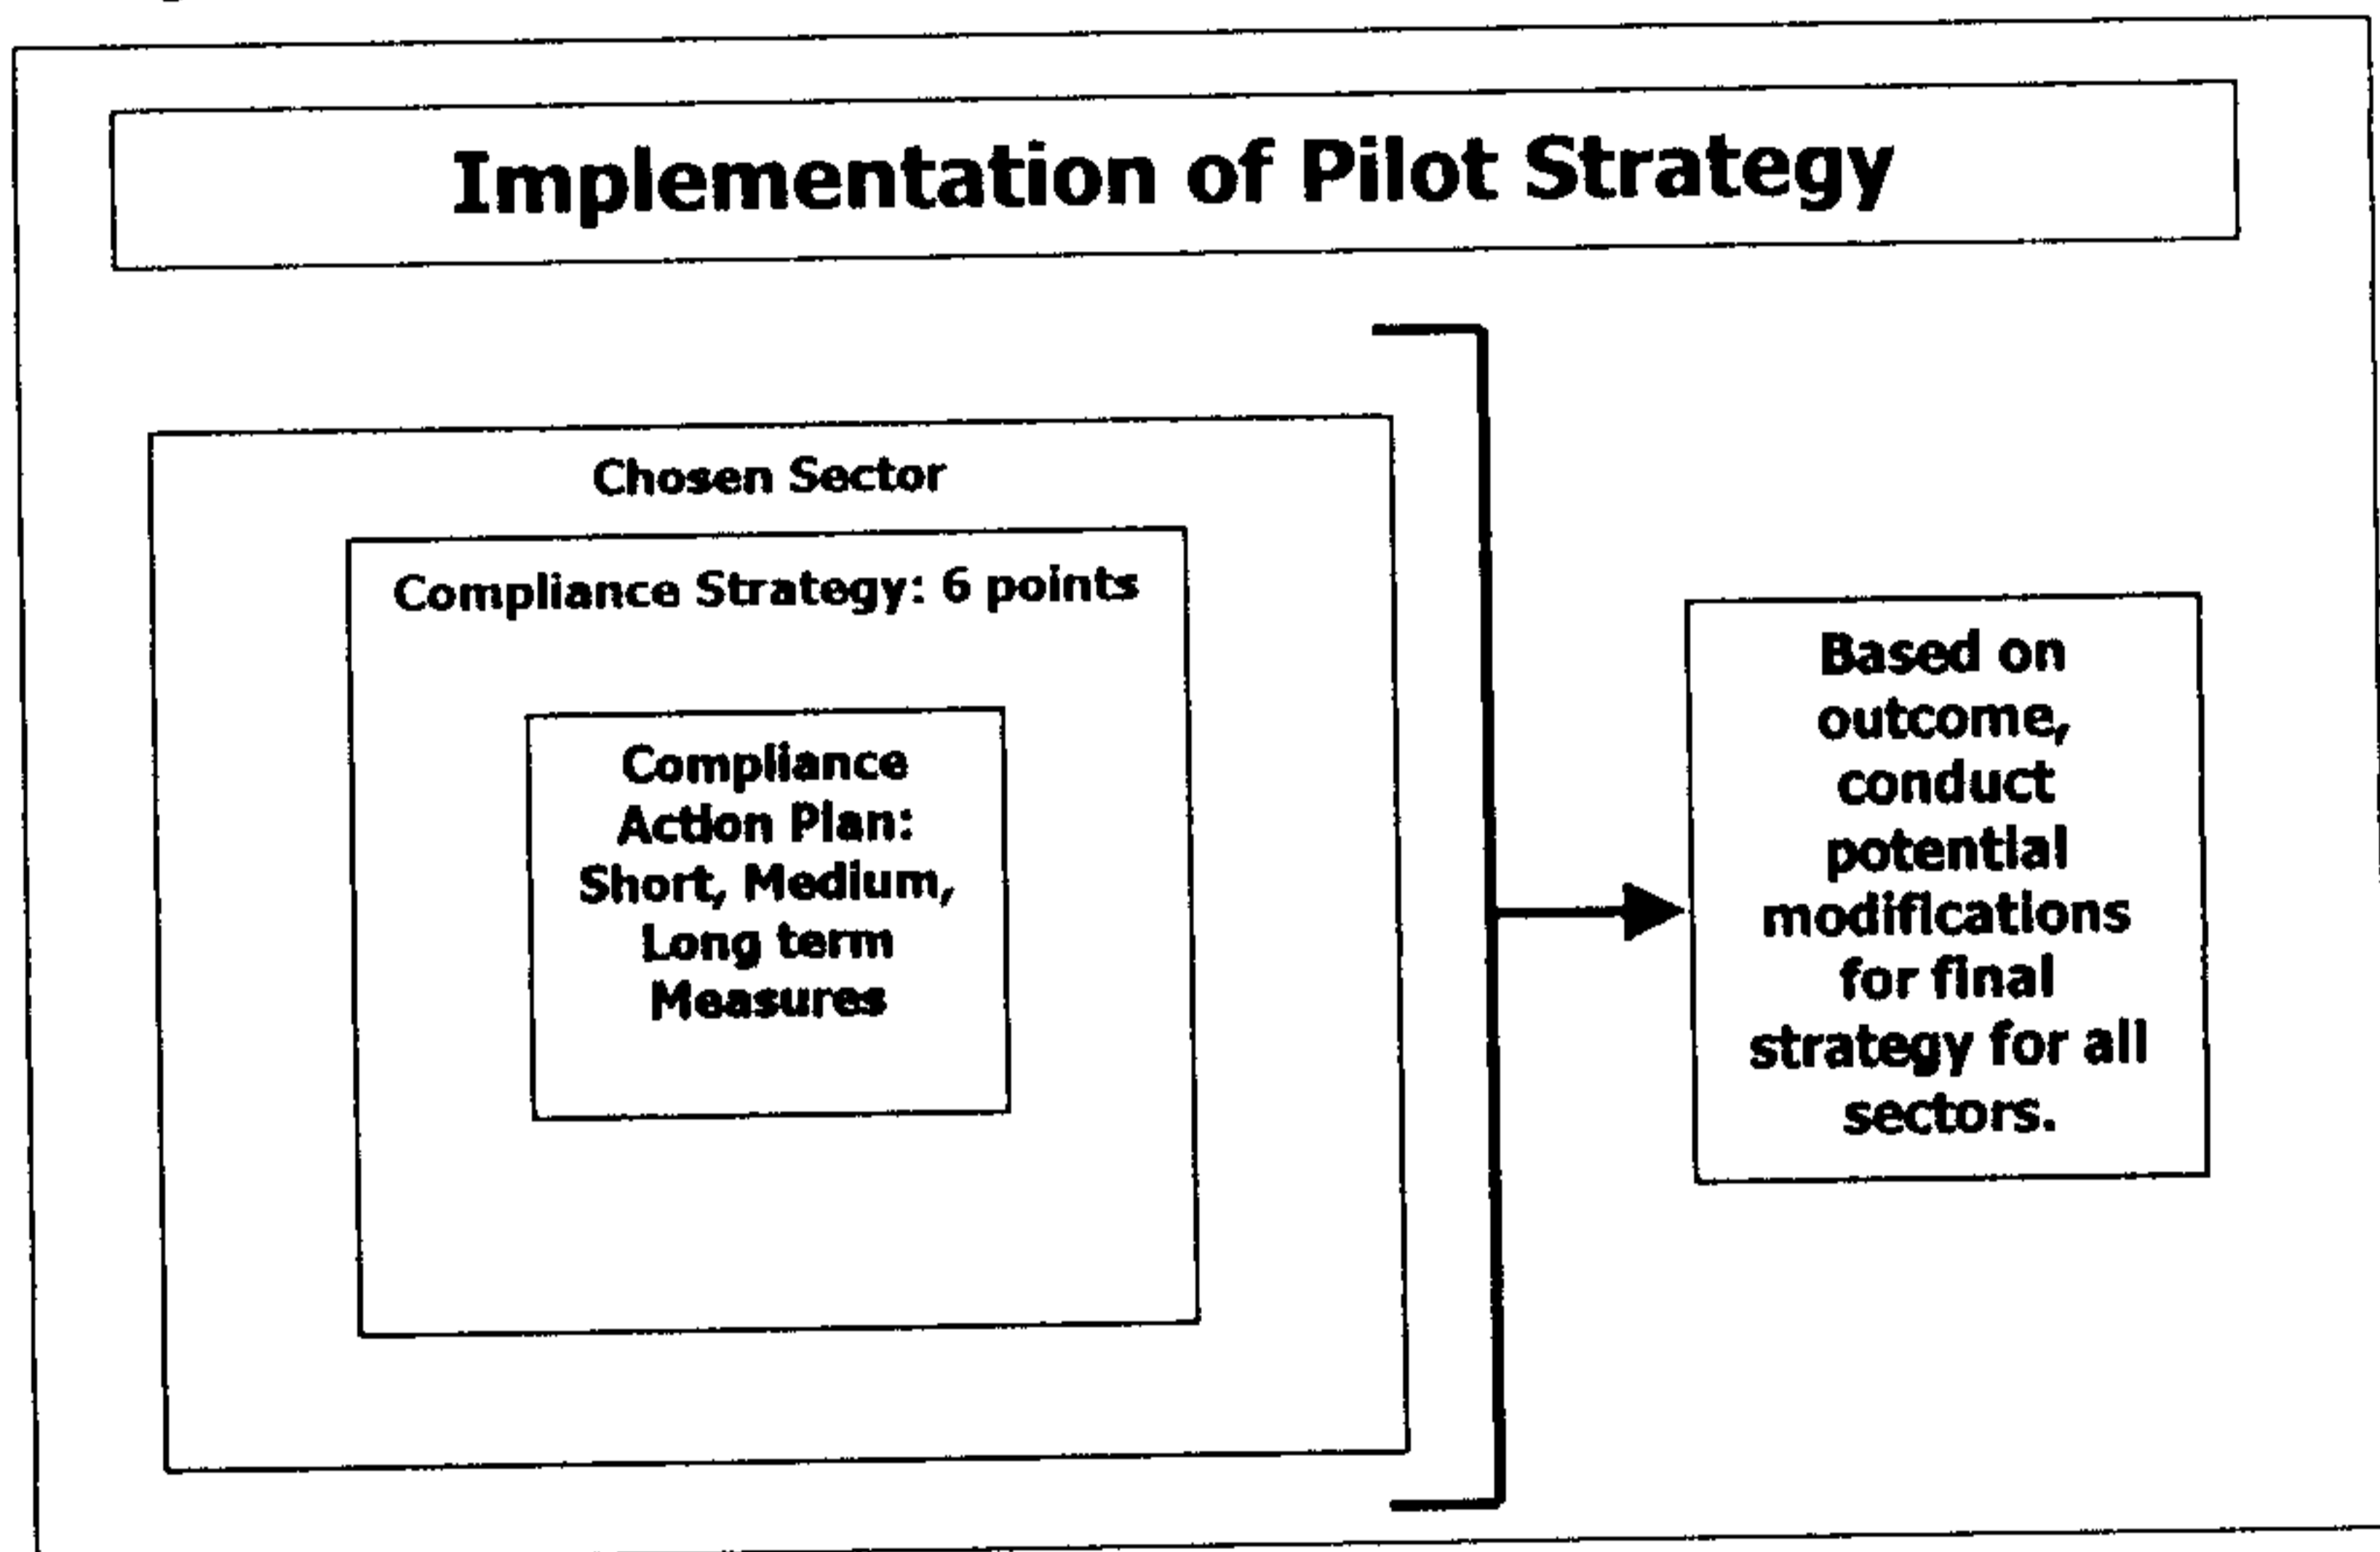 Implementation of Pilot Strategy
Chosen Sector
Compliance Strategy: 6 points
Compliance
Action Plan:
Short, Medium,
Long term
Measures
Based on
outcome,
conduct
potential
modifications
for final
strategy for all
sectors.